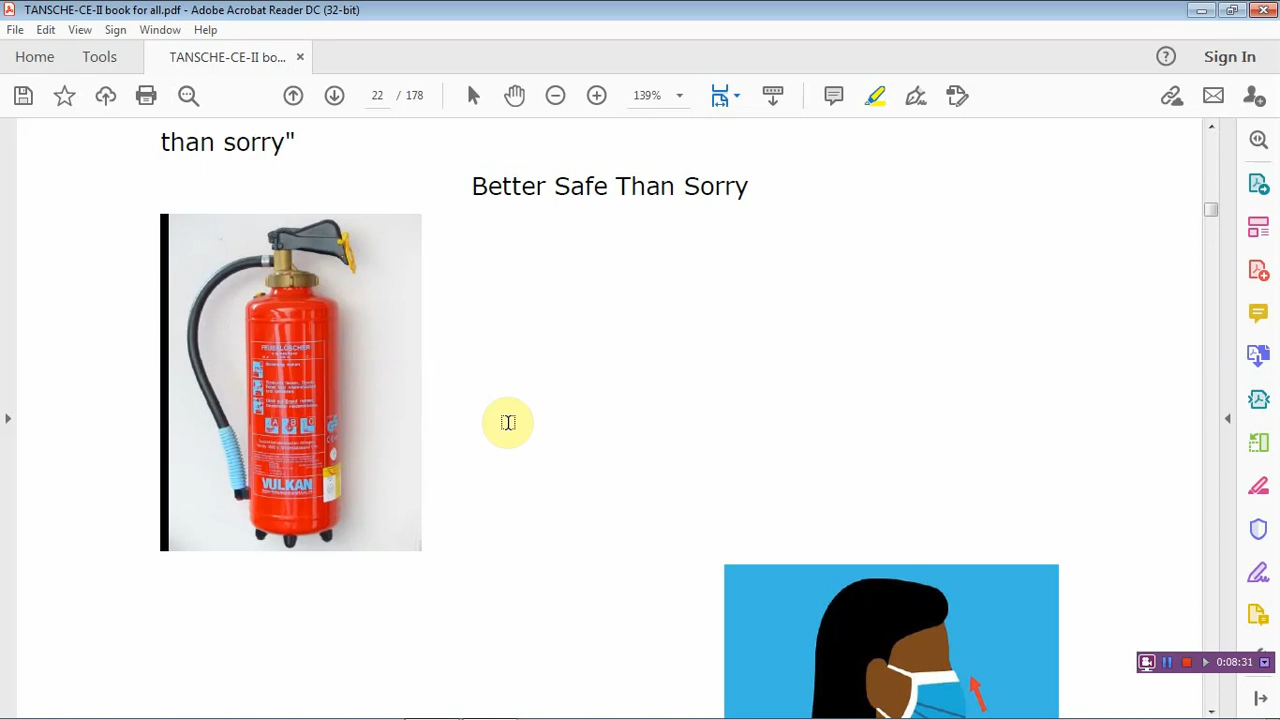 TANSCHE-CE-II book for all.pdf - Adobe Acrobat Reader DC (32-bit)
File Edit View Sign Window Help
Home Tools TANSCHE-CE-II bo... × Sign In
22 / 178 139%
than sorry"
Better Safe Than Sorry
FEUERLÖSCHER
A B C
VULKAN
0:08:31